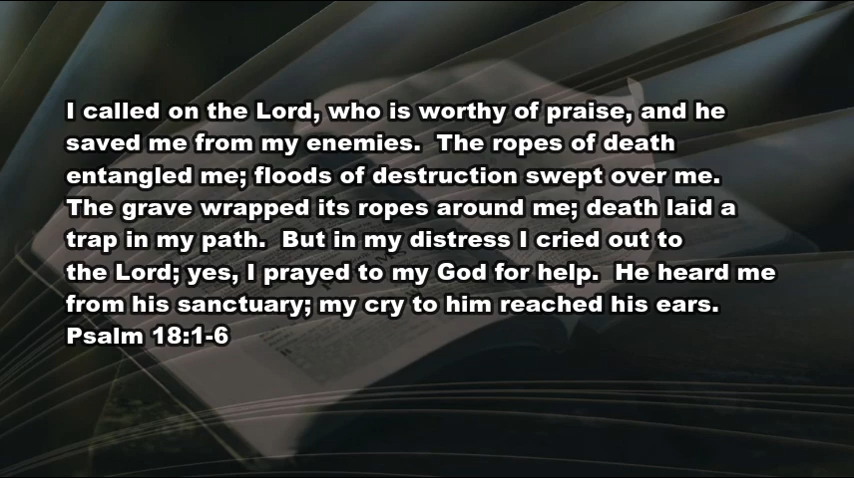 I called on the Lord, who is worthy of praise, and he
saved me from my enemies.  The ropes of death
entangled me; floods of destruction swept over me.
The grave wrapped its ropes around me; death laid a
trap in my path.  But in my distress I cried out to
the Lord; yes, I prayed to my God for help.  He heard me
from his sanctuary; my cry to him reached his ears.
Psalm 18:1-6